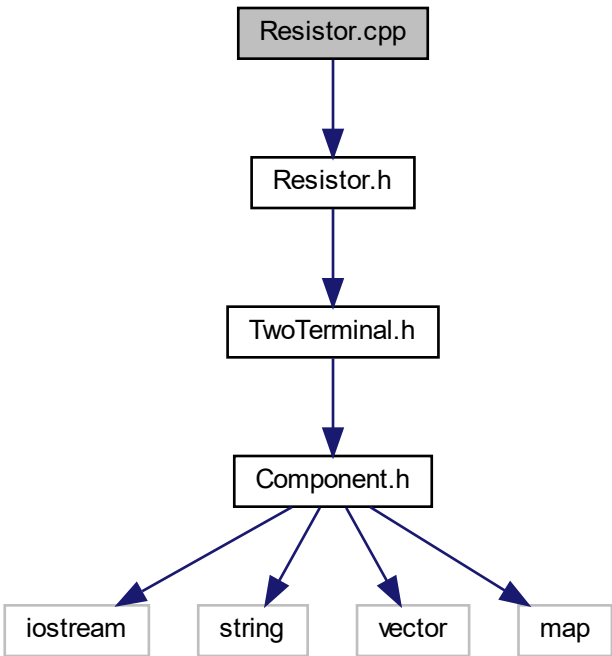 Resistor.cpp
Resistor.h
TwoTerminal.h
Component.h
iostream
string
vector
map